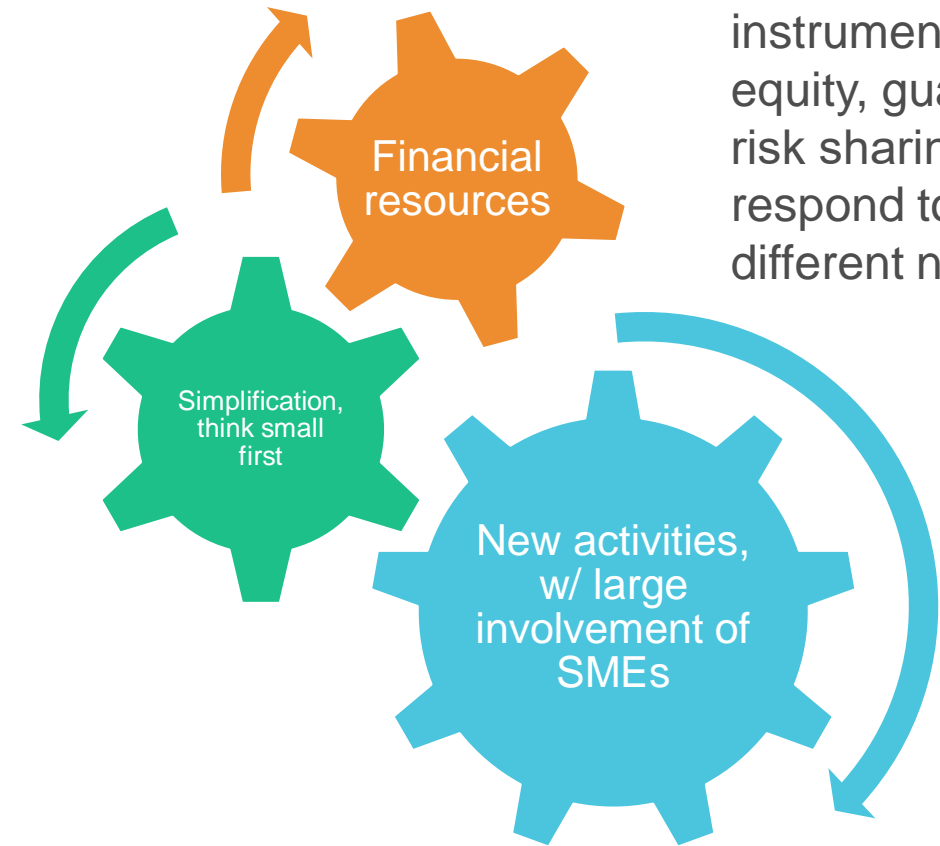 instrumen
equity, gua
risk sharin
respond to
different n
Financial
resources
Simplification,
think small
first
New activities,
w/ large
involvement of
SMEs